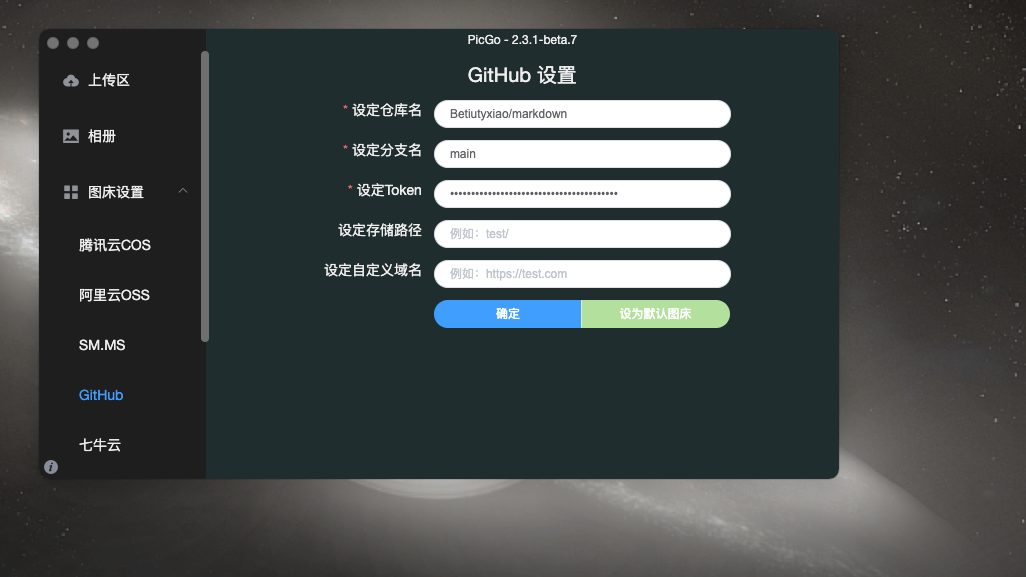 PicGo - 2.3.1-beta.7
上传区
相册
图床设置
腾讯云COS
阿里云OSS
SM.MS
GitHub
七牛云
GitHub 设置
* 设定仓库名 Betiutyxiao/markdown
* 设定分支名 main
* 设定Token ••••••••••••••••••••••••••••••••••••••••
设定存储路径 例如：test/
设定自定义域名 例如：https://test.com
确定 设为默认图床